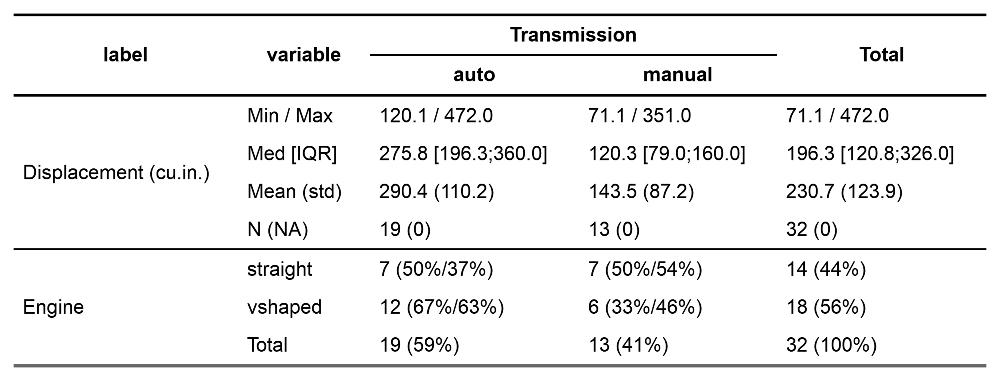 label variable Transmission Total
auto manual
Displacement (cu.in.) Min / Max 120.1 / 472.0 71.1 / 351.0 71.1 / 472.0
Med [IQR] 275.8 [196.3;360.0] 120.3 [79.0;160.0] 196.3 [120.8;326.0]
Mean (std) 290.4 (110.2) 143.5 (87.2) 230.7 (123.9)
N (NA) 19 (0) 13 (0) 32 (0)
Engine straight 7 (50%/37%) 7 (50%/54%) 14 (44%)
vshaped 12 (67%/63%) 6 (33%/46%) 18 (56%)
Total 19 (59%) 13 (41%) 32 (100%)